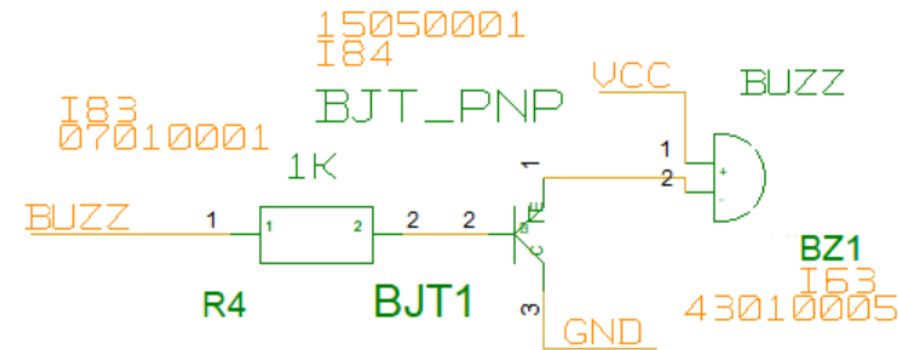 15050001
I84
BJT_PNP
VCC
BUZZ
I83
07010001
1K
1
1
2
+
-
BUZZ
1
1
2
2
2
B
E
C
BZ1
I63
43010005
R4
BJT1
3
GND